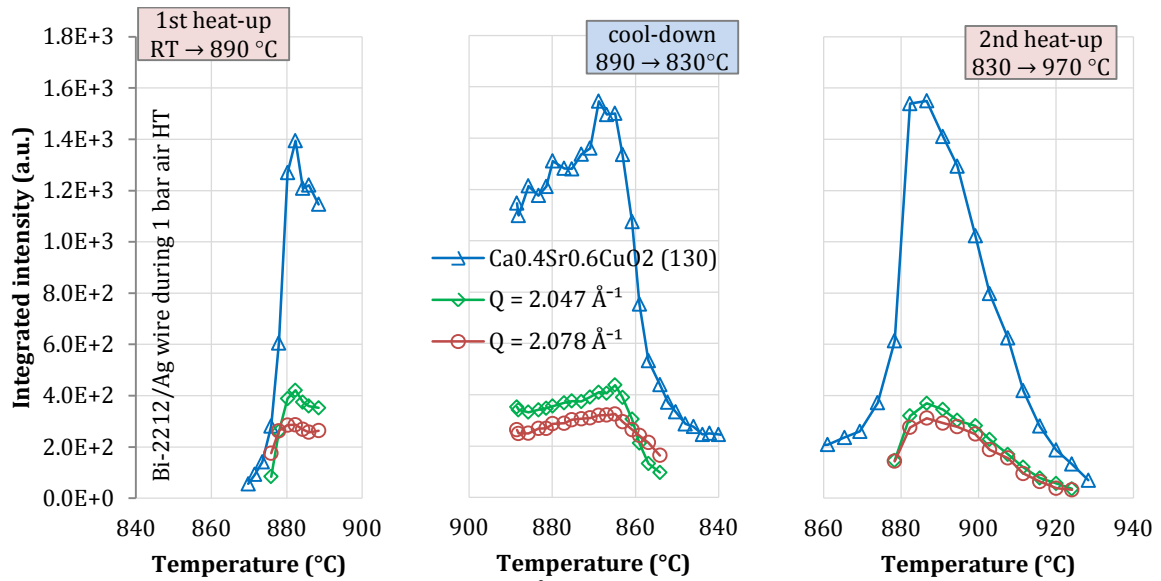 1st heat-up
RT → 890 °C
cool-down
890 → 830°C
2nd heat-up
830 → 970 °C
Integrated intensity (a.u.)
1.8E+3
1.6E+3
1.4E+3
1.2E+3
1.0E+3
8.0E+2
6.0E+2
4.0E+2
2.0E+2
0.0E+0
Bi-2212/Ag wire during 1 bar air HT
Ca0.4Sr0.6CuO2 (130)
Q = 2.047 Å⁻¹
Q = 2.078 Å⁻¹
840 860 880 900
900 880 860 840
860 880 900 920 940
Temperature (°C)
Temperature (°C)
Temperature (°C)